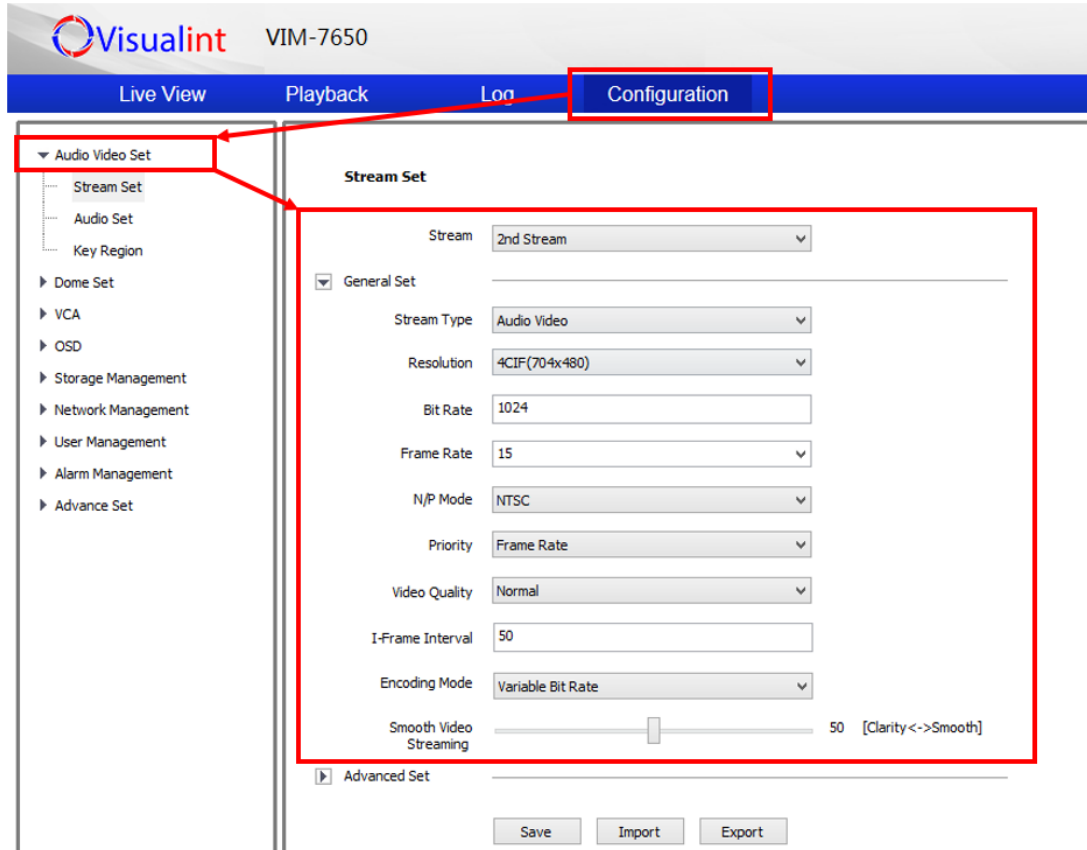 Visualint VIM-7650
Live View Playback Log Configuration
Audio Video Set
Stream Set
Audio Set
Key Region
Dome Set
VCA
OSD
Storage Management
Network Management
User Management
Alarm Management
Advance Set
Stream Set
Stream 2nd Stream
General Set
Stream Type Audio Video
Resolution 4CIF(704x480)
Bit Rate 1024
Frame Rate 15
N/P Mode NTSC
Priority Frame Rate
Video Quality Normal
I-Frame Interval 50
Encoding Mode Variable Bit Rate
Smooth Video
Streaming 50 [Clarity<->Smooth]
Advanced Set
Save Import Export